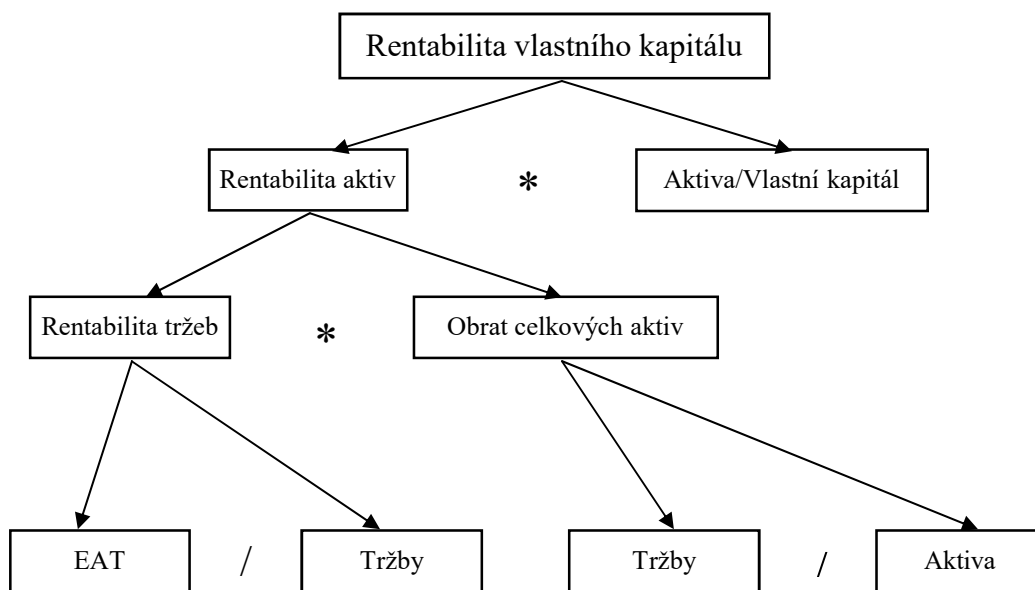 Rentabilita vlastního kapitálu
Rentabilita aktiv * Aktiva/Vlastní kapitál
Rentabilita tržeb * Obrat celkových aktiv
EAT / Tržby Tržby / Aktiva